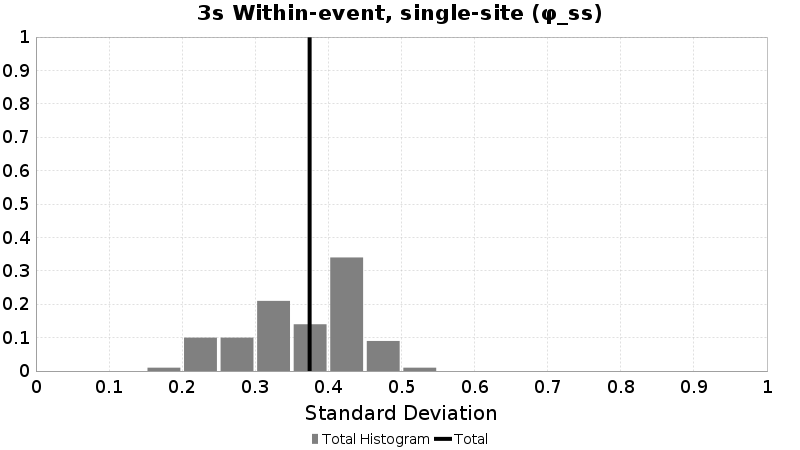 3s Within-event, single-site (φ_ss)
1
0.9
0.8
0.7
0.6
0.5
0.4
0.3
0.2
0.1
0
0 0.1 0.2 0.3 0.4 0.5 0.6 0.7 0.8 0.9 1
Standard Deviation
Total Histogram Total